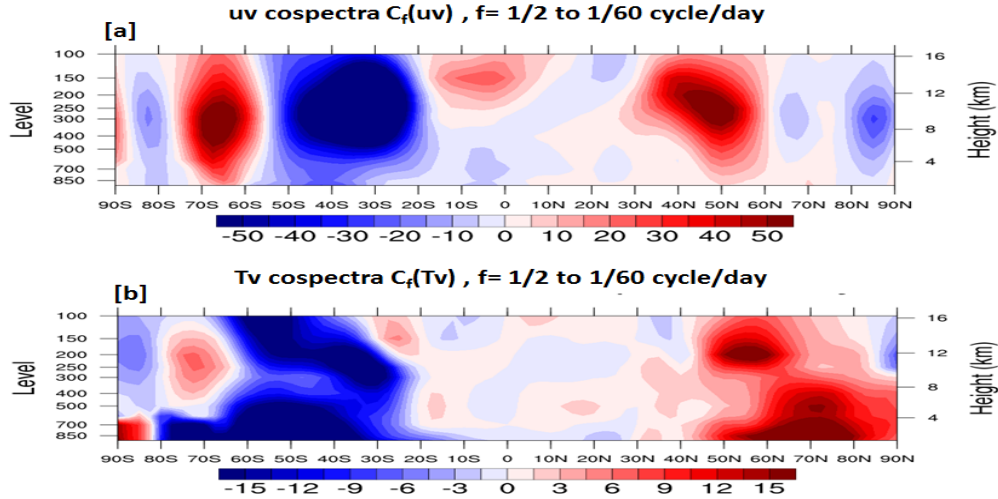 uv cospectra Cf(uv) , f= 1/2 to 1/60 cycle/day
[a]
100 150 200 250 300 400 500 700 850
Level
16 12 8 4
Height (km)
90S 80S 70S 60S 50S 40S 30S 20S 10S 0 10N 20N 30N 40N 50N 60N 70N 80N 90N
-50 -40 -30 -20 -10 0 10 20 30 40 50
Tv cospectra Cf(Tv) , f= 1/2 to 1/60 cycle/day
[b]
100 150 200 250 300 400 500 700 850
Level
16 12 8 4
Height (km)
90S 80S 70S 60S 50S 40S 30S 20S 10S 0 10N 20N 30N 40N 50N 60N 70N 80N 90N
-15 -12 -9 -6 -3 0 3 6 9 12 15